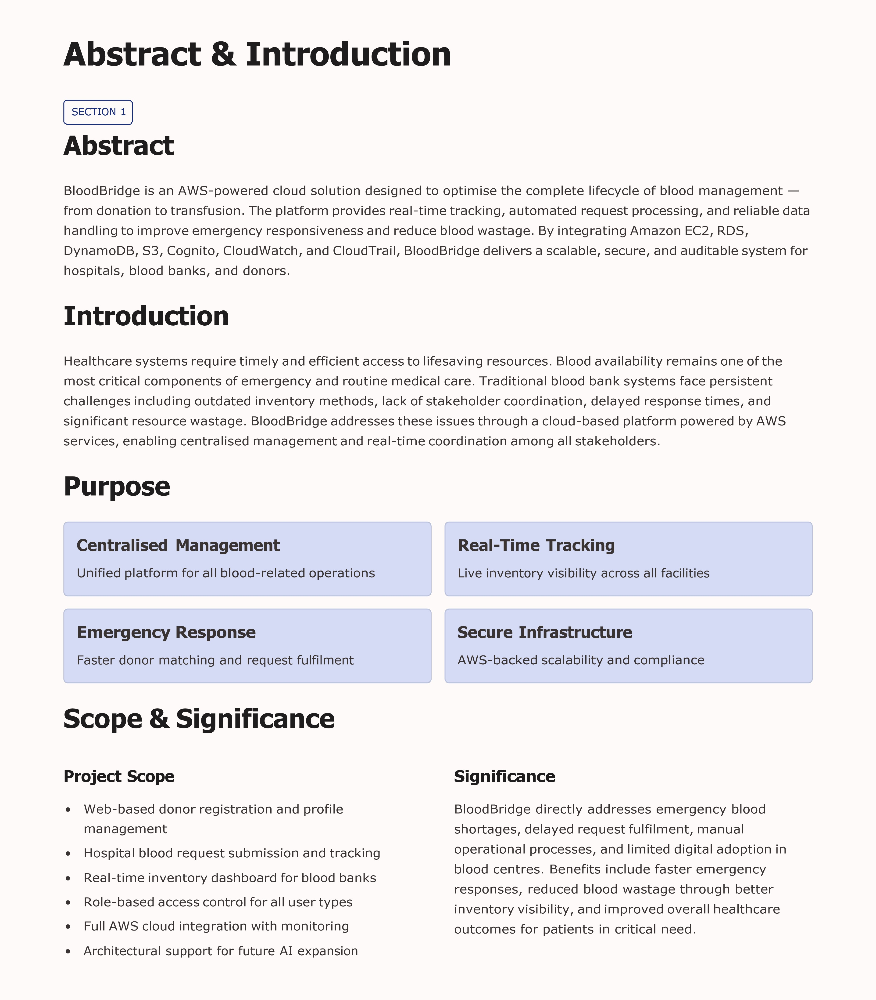 Abstract & Introduction
SECTION 1
Abstract
BloodBridge is an AWS-powered cloud solution designed to optimise the complete lifecycle of blood management —
from donation to transfusion. The platform provides real-time tracking, automated request processing, and reliable data
handling to improve emergency responsiveness and reduce blood wastage. By integrating Amazon EC2, RDS,
DynamoDB, S3, Cognito, CloudWatch, and CloudTrail, BloodBridge delivers a scalable, secure, and auditable system for
hospitals, blood banks, and donors.
Introduction
Healthcare systems require timely and efficient access to lifesaving resources. Blood availability remains one of the
most critical components of emergency and routine medical care. Traditional blood bank systems face persistent
challenges including outdated inventory methods, lack of stakeholder coordination, delayed response times, and
significant resource wastage. BloodBridge addresses these issues through a cloud-based platform powered by AWS
services, enabling centralised management and real-time coordination among all stakeholders.
Purpose
Centralised Management
Unified platform for all blood-related operations
Real-Time Tracking
Live inventory visibility across all facilities
Emergency Response
Faster donor matching and request fulfilment
Secure Infrastructure
AWS-backed scalability and compliance
Scope & Significance
Project Scope
• Web-based donor registration and profile
management
• Hospital blood request submission and tracking
• Real-time inventory dashboard for blood banks
• Role-based access control for all user types
• Full AWS cloud integration with monitoring
• Architectural support for future AI expansion
Significance
BloodBridge directly addresses emergency blood
shortages, delayed request fulfilment, manual
operational processes, and limited digital adoption in
blood centres. Benefits include faster emergency
responses, reduced blood wastage through better
inventory visibility, and improved overall healthcare
outcomes for patients in critical need.